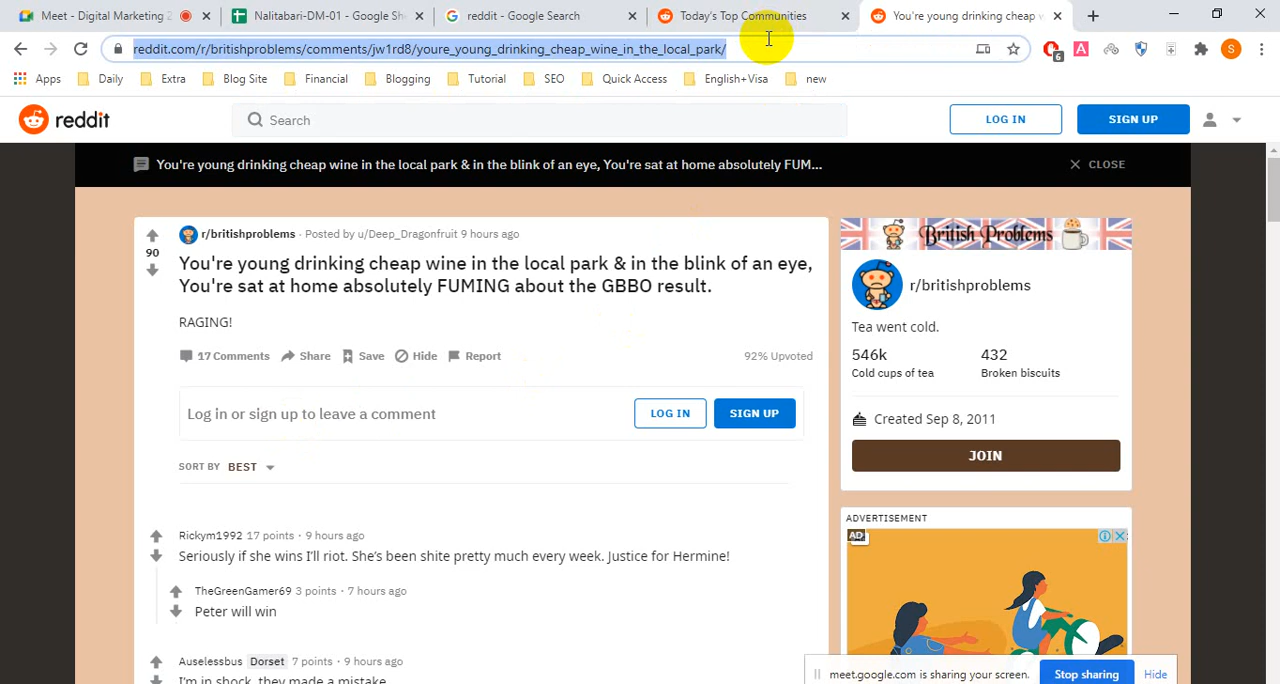 Meet - Digital Marketing 2
Nalitabari-DM-01 - Google She
reddit - Google Search
Today's Top Communities
You're young drinking cheap w
reddit.com/r/britishproblems/comments/jw1rd8/youre_young_drinking_cheap_wine_in_the_local_park/
6
A
S
Apps
Daily
Extra
Blog Site
Financial
Blogging
Tutorial
SEO
Quick Access
English+Visa
new
reddit
Search
LOG IN
SIGN UP
You're young drinking cheap wine in the local park & in the blink of an eye, You're sat at home absolutely FUM...
CLOSE
r/britishproblems · Posted by u/Deep_Dragonfruit 9 hours ago
90
You're young drinking cheap wine in the local park & in the blink of an eye,
You're sat at home absolutely FUMING about the GBBO result.
RAGING!
17 Comments Share Save Hide Report
92% Upvoted
Log in or sign up to leave a comment
LOG IN
SIGN UP
SORT BY BEST
Rickym1992 17 points · 9 hours ago
Seriously if she wins I'll riot. She's been shite pretty much every week. Justice for Hermine!
TheGreenGamer69 3 points · 7 hours ago
Peter will win
Auselessbus Dorset 7 points · 9 hours ago
I'm in shock, they made a mistake
British Problems
r/britishproblems
Tea went cold.
546k 432
Cold cups of tea Broken biscuits
Created Sep 8, 2011
JOIN
ADVERTISEMENT
AD
meet.google.com is sharing your screen.
Stop sharing
Hide